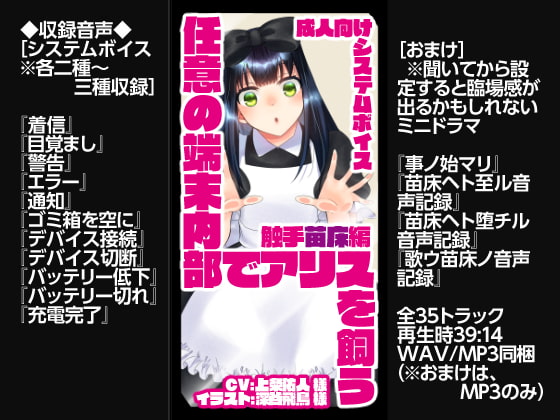 ◆収録音声◆
[システムボイス
※各二種～
三種収録]
『着信』
『目覚まし』
『警告』
『エラー』
『通知』
『ゴミ箱を空に』
『デバイス接続』
『デバイス切断』
『バッテリー低下』
『バッテリー切れ』
『充電完了』
成人向け
システムボイス
任意の端末内部でアリスを飼う
触手苗床編
CV:上桑佑人 様
イラスト:深谷飛鳥 様
[おまけ]
※聞いてから設
定すると臨場感が
出るかもしれない
ミニドラマ
『事ノ始マリ』
『苗床ヘト至ル音
声記録』
『苗床ヘト堕チル
音声記録』
『歌ウ苗床ノ音声
記録』
全35トラック
再生時39:14
WAV/MP3同梱
(※おまけは、
MP3のみ)